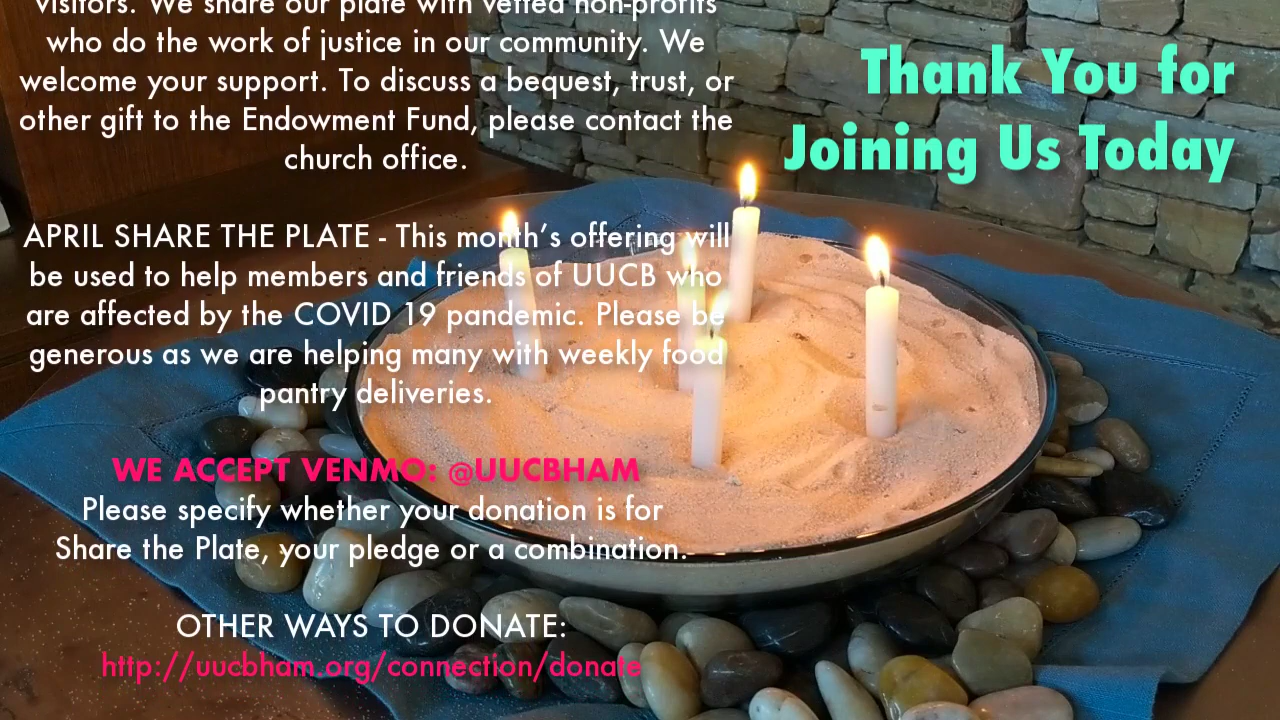 visitors. We share our plate with vetted non-profits
who do the work of justice in our community. We
welcome your support. To discuss a bequest, trust, or
other gift to the Endowment Fund, please contact the
church office.
APRIL SHARE THE PLATE - This month’s offering will
be used to help members and friends of UUCB who
are affected by the COVID 19 pandemic. Please be
generous as we are helping many with weekly food
pantry deliveries.
WE ACCEPT VENMO: @UUCBHAM
Please specify whether your donation is for
Share the Plate, your pledge or a combination.
OTHER WAYS TO DONATE:
http://uucbham.org/connection/donate
Thank You for
Joining Us Today